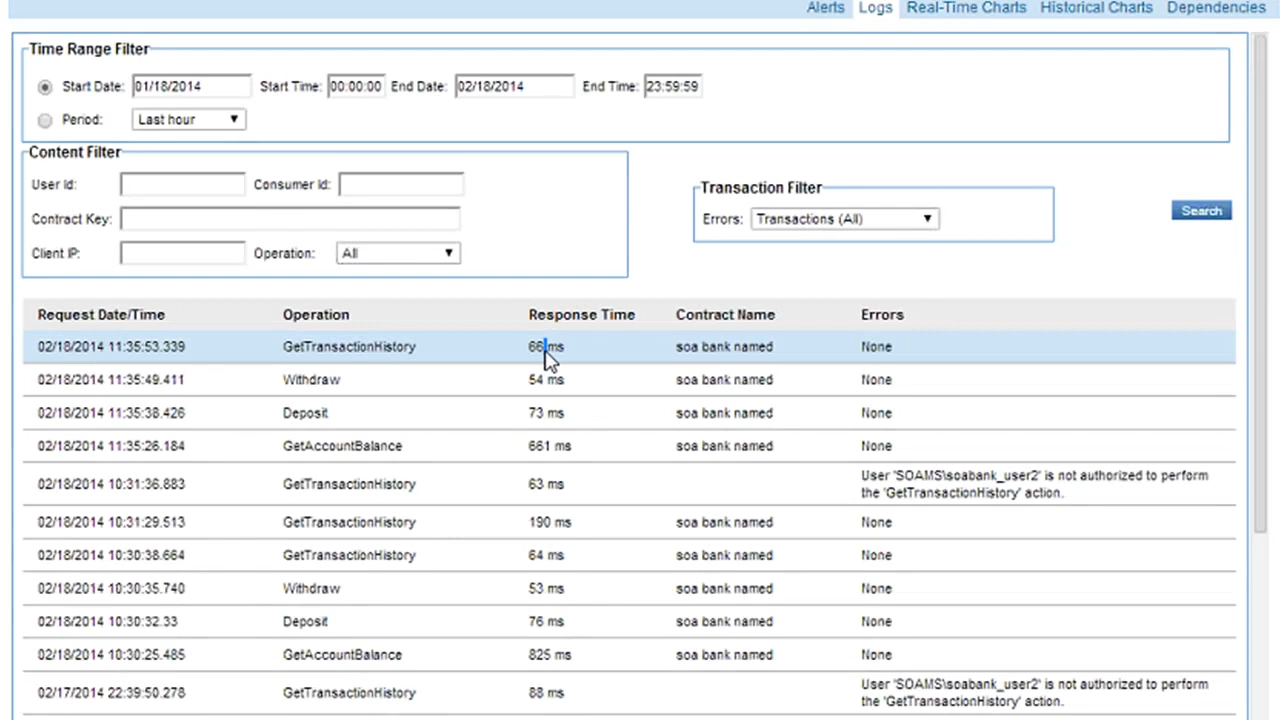 Alerts Logs Real-Time Charts Historical Charts Dependencies
Time Range Filter
Start Date: 01/18/2014 Start Time: 00:00:00 End Date: 02/18/2014 End Time: 23:59:59
Period: Last hour
Content Filter
User Id: Consumer Id:
Transaction Filter
Contract Key:
Errors: Transactions (All)
Search
Client IP: Operation: All
Request Date/Time Operation Response Time Contract Name Errors
02/18/2014 11:35:53.339 GetTransactionHistory 66 ms soa bank named None
02/18/2014 11:35:49.411 Withdraw 54 ms soa bank named None
02/18/2014 11:35:38.426 Deposit 73 ms soa bank named None
02/18/2014 11:35:26.184 GetAccountBalance 661 ms soa bank named None
02/18/2014 10:31:36.883 GetTransactionHistory 63 ms User 'SOAMS\soabank_user2' is not authorized to perform
the 'GetTransactionHistory' action.
02/18/2014 10:31:29.513 GetTransactionHistory 190 ms soa bank named None
02/18/2014 10:30:38.664 GetTransactionHistory 64 ms soa bank named None
02/18/2014 10:30:35.740 Withdraw 53 ms soa bank named None
02/18/2014 10:30:32.33 Deposit 76 ms soa bank named None
02/18/2014 10:30:25.485 GetAccountBalance 825 ms soa bank named None
02/17/2014 22:39:50.278 GetTransactionHistory 88 ms User 'SOAMS\soabank_user2' is not authorized to perform
the 'GetTransactionHistory' action.